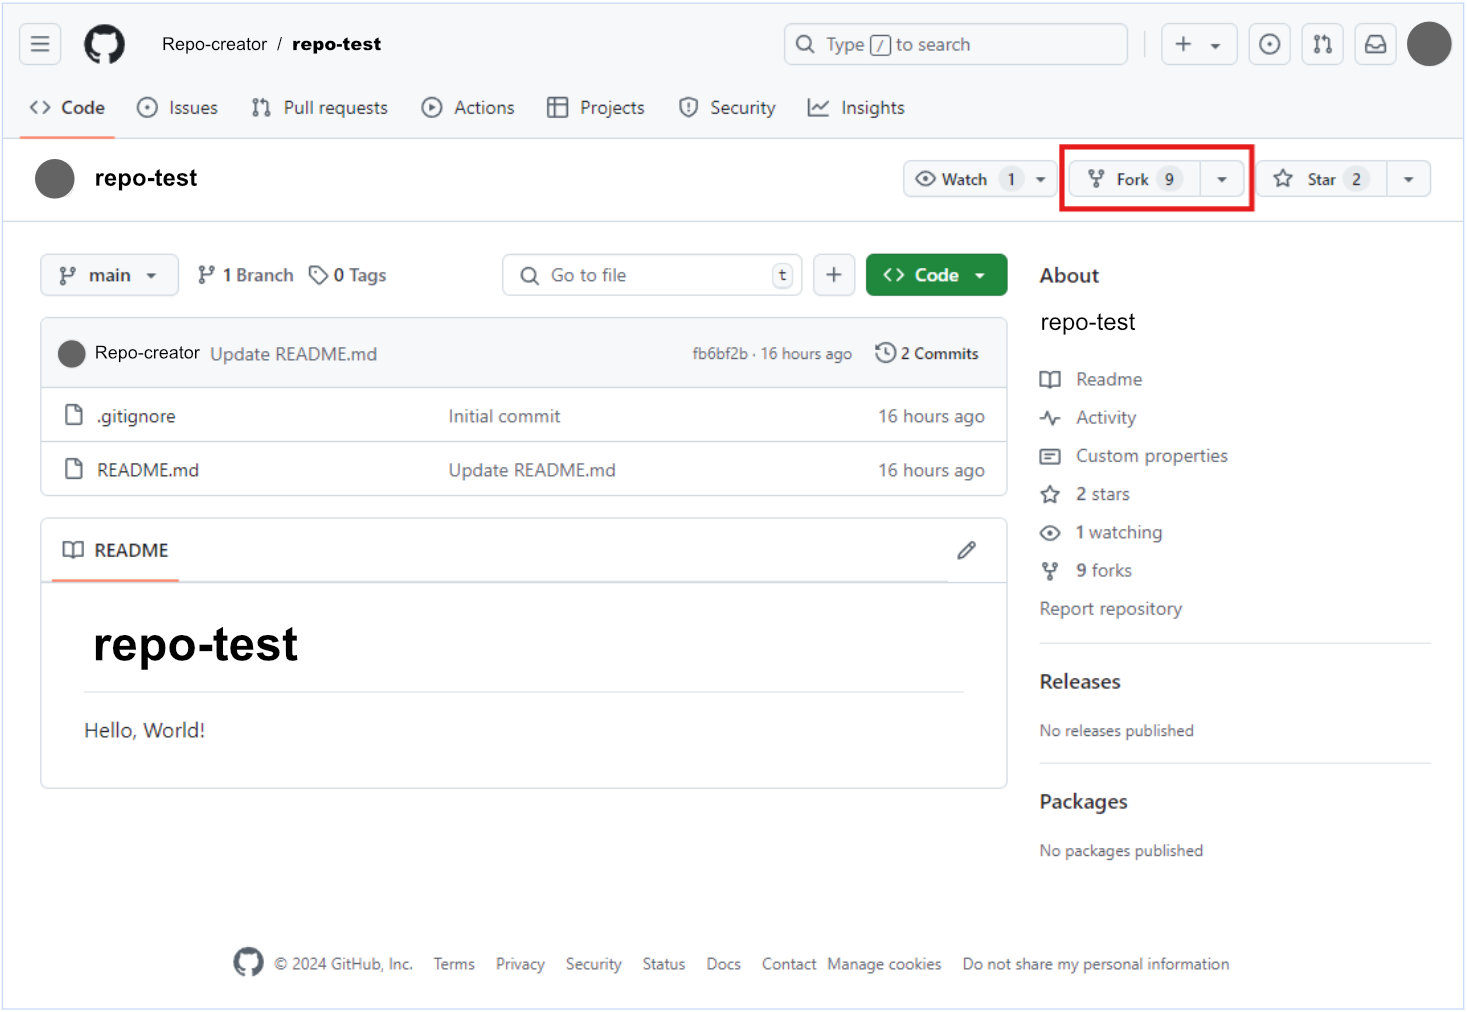 Repo-creator / repo-test
Type / to search
Code Issues Pull requests Actions Projects Security Insights
repo-test
Watch 1 Fork 9 Star 2
main 1 Branch 0 Tags Go to file t Code
Repo-creator Update README.md fb6bf2b · 16 hours ago 2 Commits
.gitignore Initial commit 16 hours ago
README.md Update README.md 16 hours ago
README
repo-test
Hello, World!
About
repo-test
Readme
Activity
Custom properties
2 stars
1 watching
9 forks
Report repository
Releases
No releases published
Packages
No packages published
© 2024 GitHub, Inc. Terms Privacy Security Status Docs Contact Manage cookies Do not share my personal information